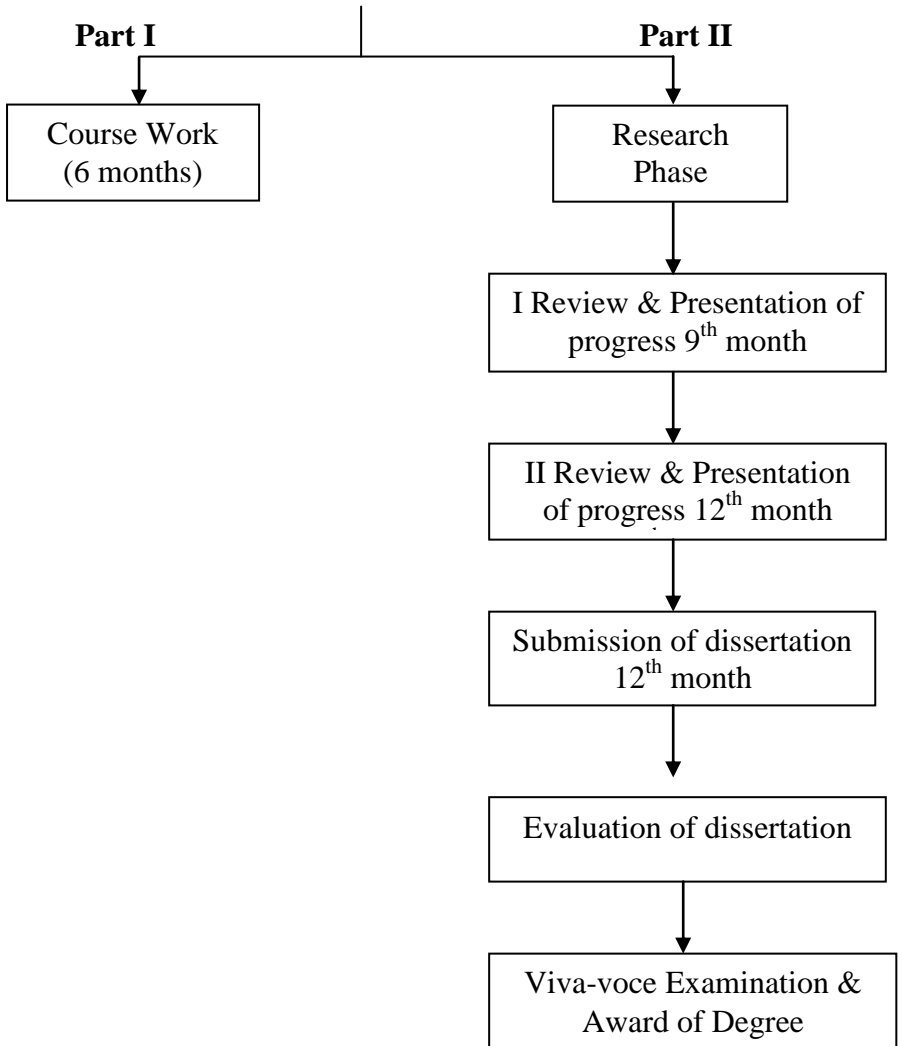 Part I
Part II
Course Work
(6 months)
Research
Phase
I Review & Presentation of
progress 9th month
II Review & Presentation
of progress 12th month
Submission of dissertation
12th month
Evaluation of dissertation
Viva-voce Examination &
Award of Degree